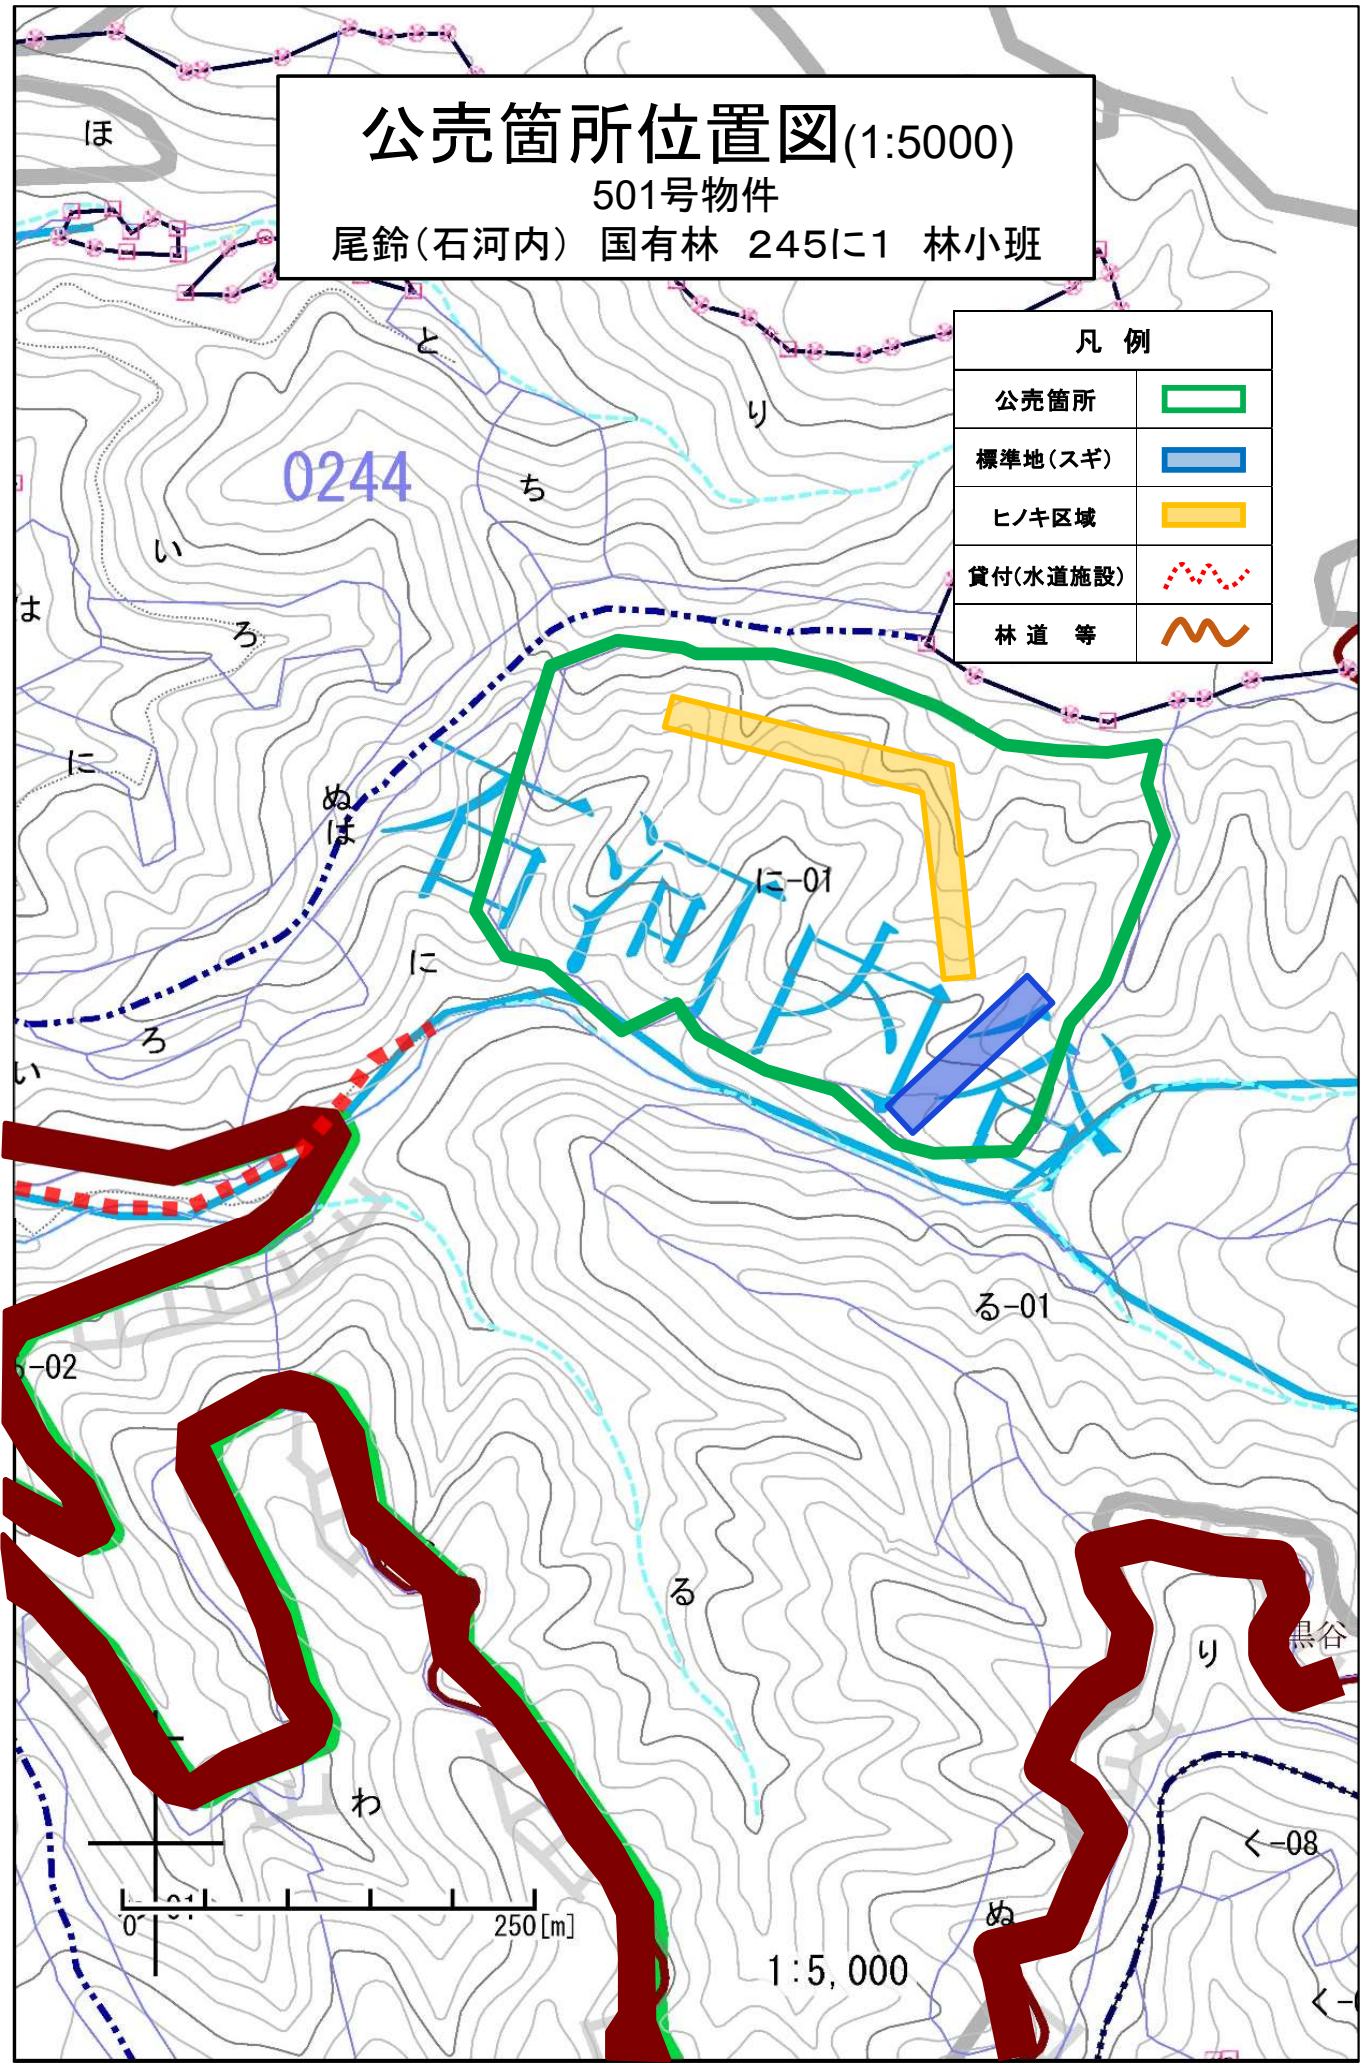 公売箇所位置図(1:5000)
501号物件
尾鈴(石河内) 国有林 245に1 林小班
凡 例
公売箇所
標準地(スギ)
ヒノキ区域
貸付(水道施設)
林 道 等
ほ
と
り
0244
ち
い
は
ろ
に
ぬ
は
に-01
石河内
に
ろ
い
る-01
-02
る
り
黒谷
わ
く-08
ぬ
0
250[m]
1:5,000